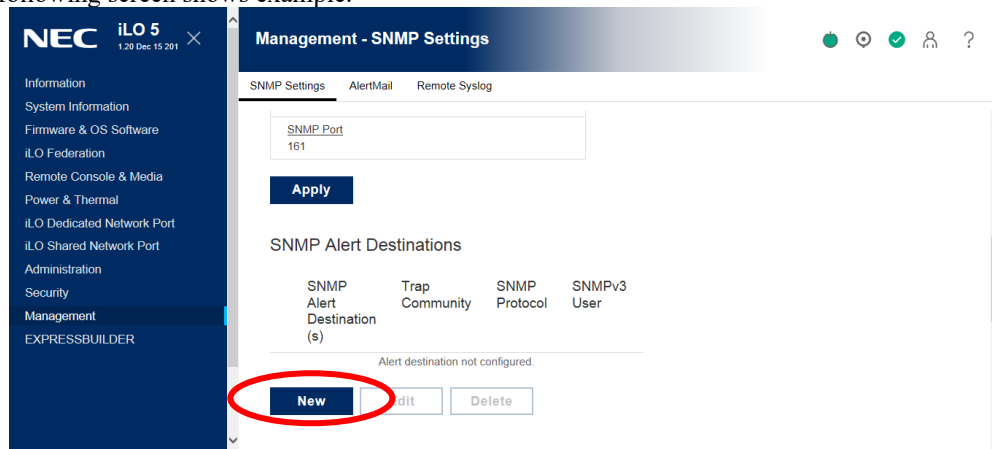 following screen shows example.
NEC iLO 5
1.20 Dec 15 201
Management - SNMP Settings
?
Information
System Information
Firmware & OS Software
iLO Federation
Remote Console & Media
Power & Thermal
iLO Dedicated Network Port
iLO Shared Network Port
Administration
Security
Management
EXPRESSBUILDER
SNMP Settings AlertMail Remote Syslog
SNMP Port
161
Apply
SNMP Alert Destinations
SNMP Alert Destination (s) Trap Community SNMP Protocol SNMPv3 User
Alert destination not configured.
New Edit Delete